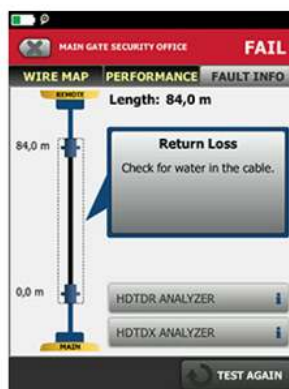 MAIN GATE SECURITY OFFICE FAIL
WIRE MAP PERFORMANCE FAULT INFO
REMOTE
Length: 84,0 m
84,0 m
Return Loss
Check for water in the cable.
0,0 m
HDTDR ANALYZER i
HDTDX ANALYZER i
MAIN
TEST AGAIN